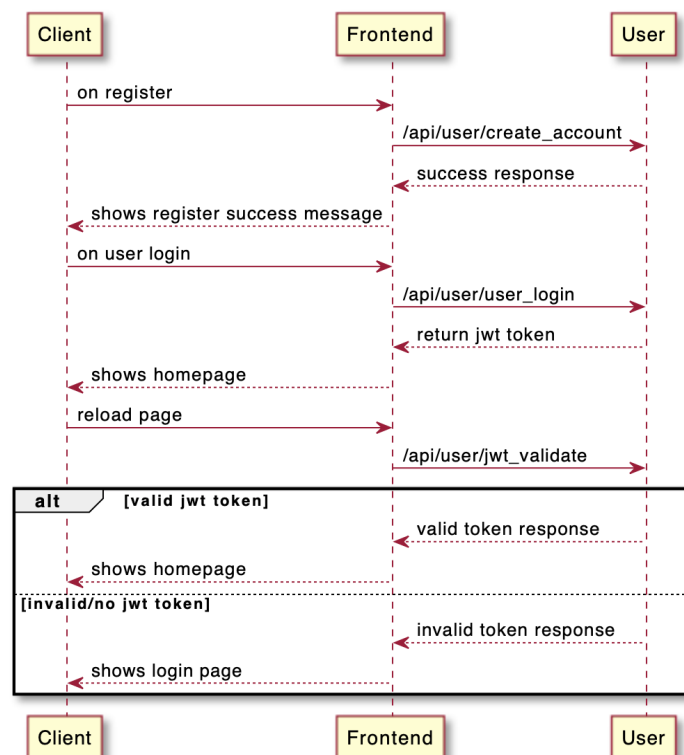 Client Frontend User
on register
/api/user/create_account
success response
shows register success message
on user login
/api/user/user_login
return jwt token
shows homepage
reload page
/api/user/jwt_validate
alt [valid jwt token]
valid token response
shows homepage
[invalid/no jwt token]
invalid token response
shows login page
Client Frontend User